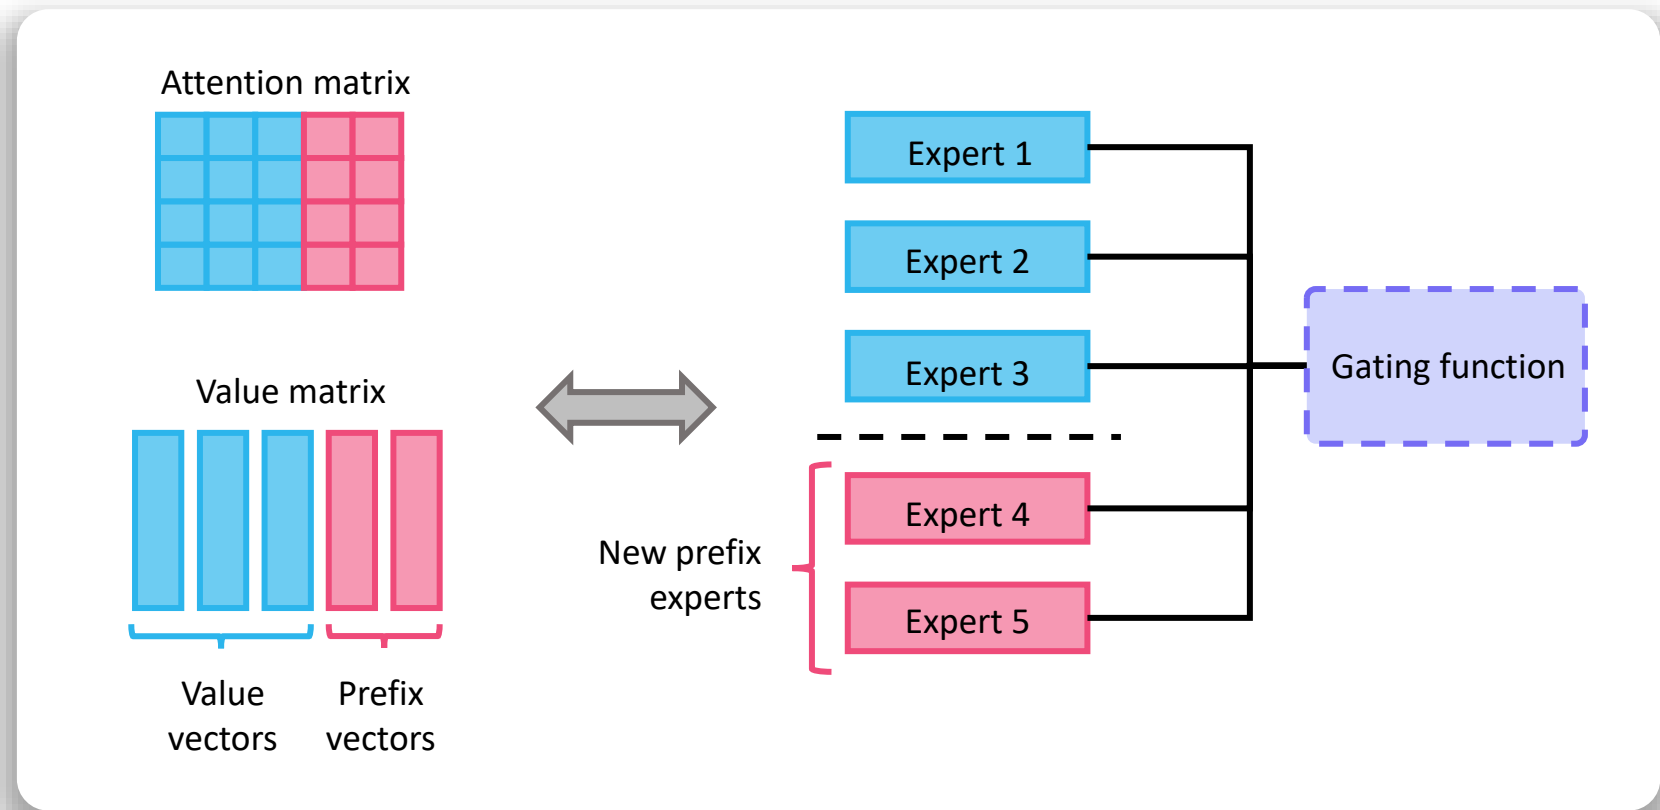 Attention matrix
Value matrix
Value
vectors
Prefix
vectors
Expert 1
Expert 2
Expert 3
New prefix
experts
Expert 4
Expert 5
Gating function